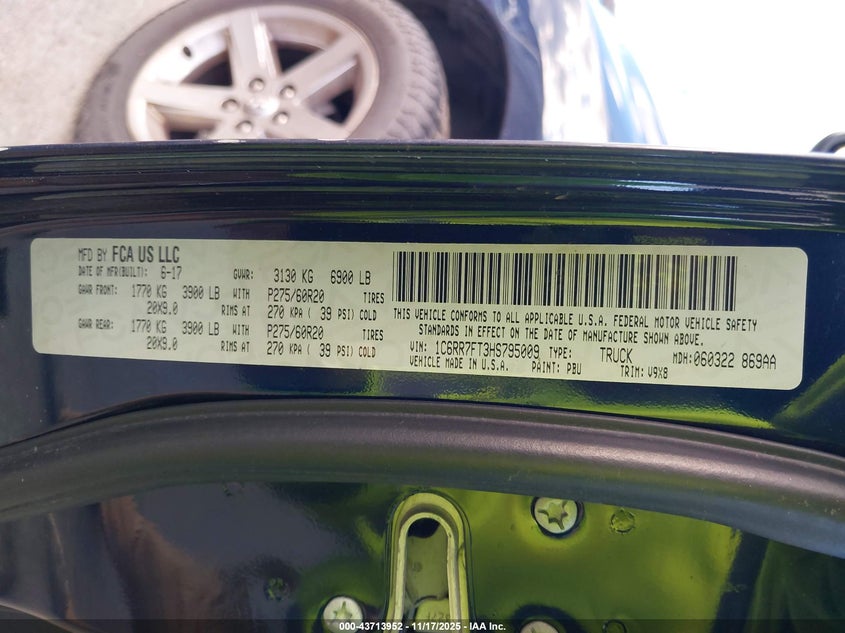 MFD BY FCA US LLC
DATE OF MFR(BUILT): 6-17 GVWR: 3130 KG 6900 LB
GAWR FRONT: 1770 KG 3900 LB WITH P275/60R20 TIRES
20X9.0 RIMS AT 270 KPA ( 39 PSI) COLD
GAWR REAR: 1770 KG 3900 LB WITH P275/60R20 TIRES
20X9.0 RIMS AT 270 KPA ( 39 PSI) COLD
THIS VEHICLE CONFORMS TO ALL APPLICABLE U.S.A. FEDERAL MOTOR VEHICLE SAFETY
STANDARDS IN EFFECT ON THE DATE OF MANUFACTURE SHOWN ABOVE.
VIN: 1C6RR7FT3HS795009 TYPE: TRUCK MDH:060322 869AA
VEHICLE MADE IN U.S.A. PAINT: PBU TRIM: V9X8
000-43713952 - 11/17/2025 - IAA Inc.